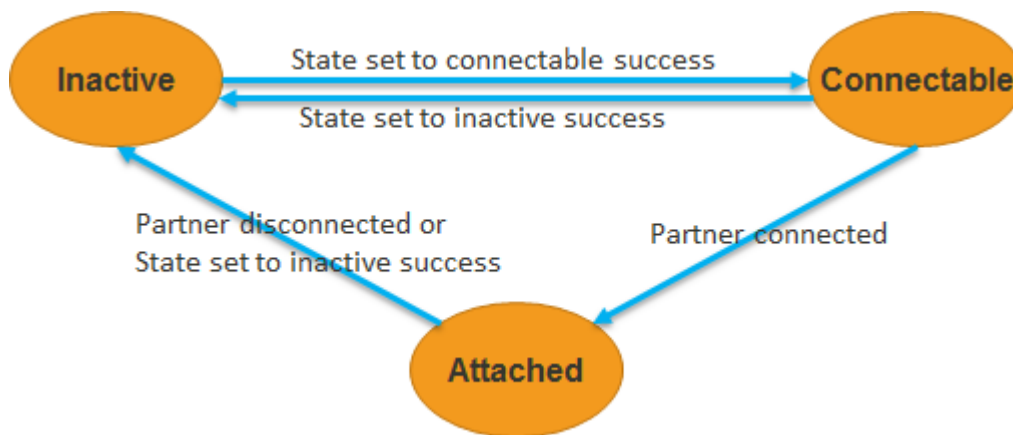 Inactive
State set to connectable success
Connectable
State set to inactive success
Partner disconnected or
State set to inactive success
Partner connected
Attached